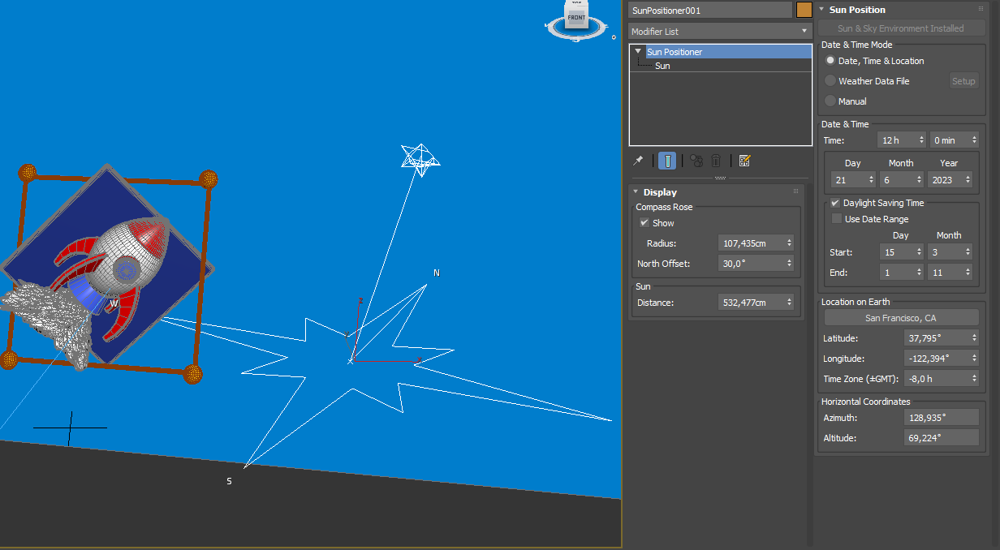 TOP
FRONT
N
Z
X
W
S
SunPositioner001
Modifier List
Sun Positioner
Sun
Display
Compass Rose
Show
Radius: 107,435cm
North Offset: 30,0°
Sun
Distance: 532,477cm
Sun Position
Sun & Sky Environment Installed
Date & Time Mode
Date, Time & Location
Weather Data File Setup
Manual
Date & Time
Time: 12 h 0 min
Day Month Year
21 6 2023
Daylight Saving Time
Use Date Range
Day Month
Start: 15 3
End: 1 11
Location on Earth
San Francisco, CA
Latitude: 37,795°
Longitude: -122,394°
Time Zone (±GMT): -8,0 h
Horizontal Coordinates
Azimuth: 128,935°
Altitude: 69,224°